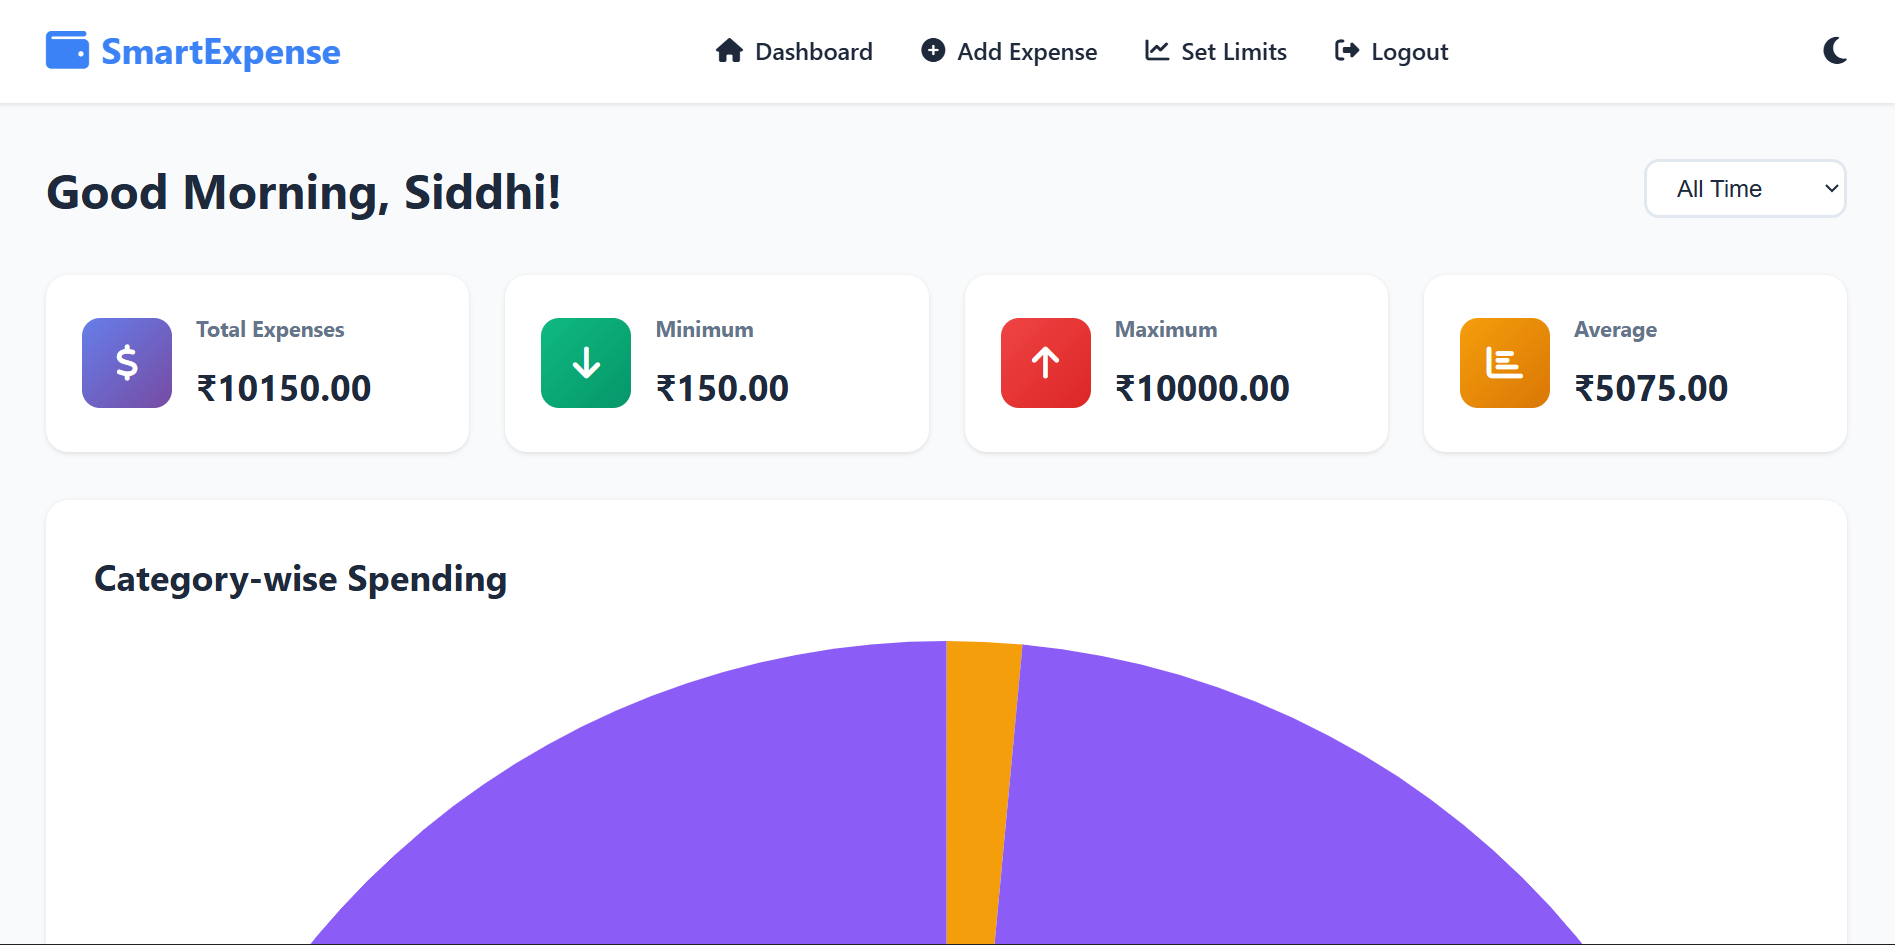 SmartExpense
Dashboard
Add Expense
Set Limits
Logout
Good Morning, Siddhi!
All Time
$
Total Expenses
₹10150.00
Minimum
₹150.00
Maximum
₹10000.00
Average
₹5075.00
Category-wise Spending